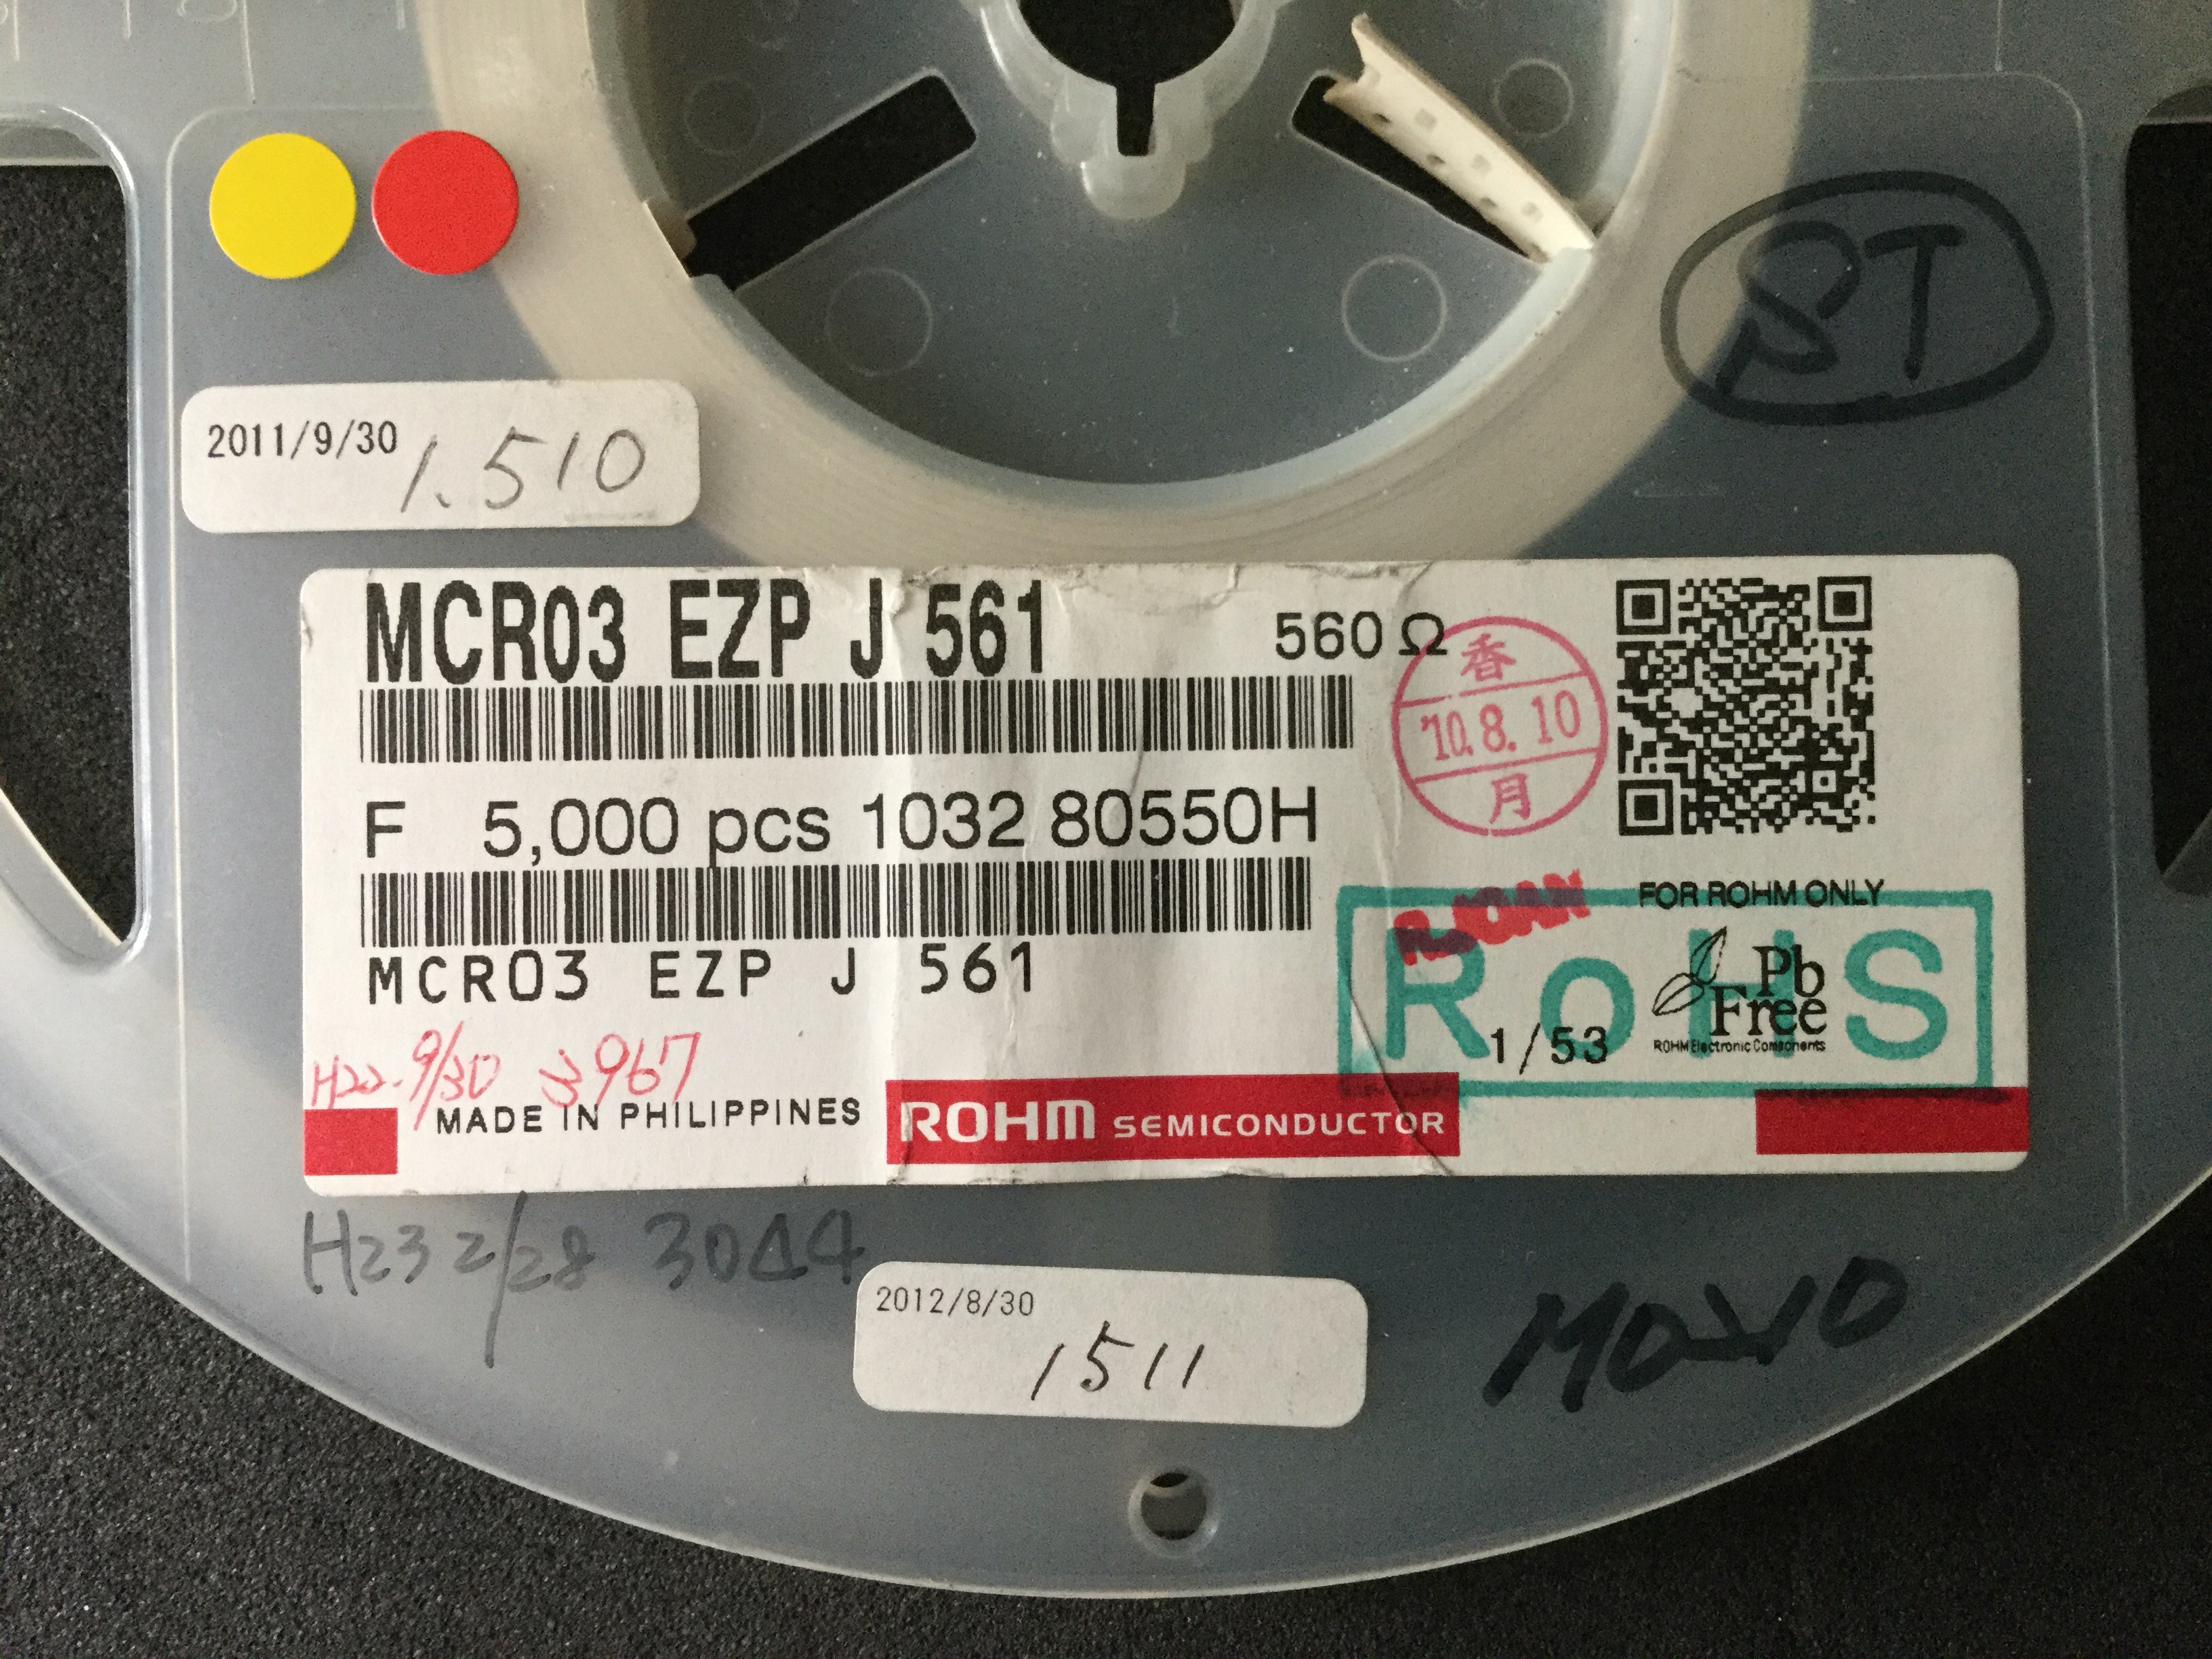 ST
2011/9/30 1.510
MCR03 EZP J 561 560Ω
香
'10.8.10
月
F 5,000 pcs 1032 80550H
FOR ROHM ONLY
MCR03 EZP J 561
RoHS
Pb
Free
ROHM Electronic Components
1/53
H22.9/30 3967
MADE IN PHILIPPINES
ROHM SEMICONDUCTOR
H23 2/28 3044
2012/8/30
1511